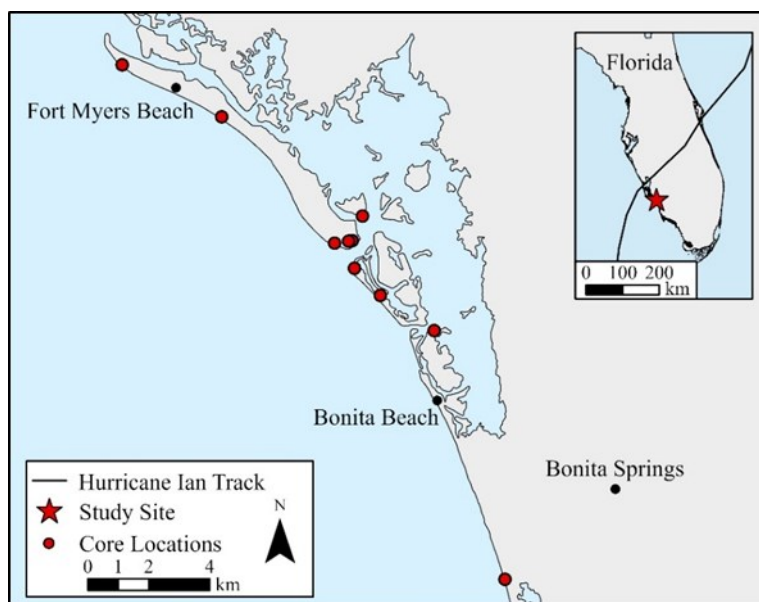 Florida
Fort Myers Beach
0 100 200
km
Bonita Beach
Bonita Springs
Hurricane Ian Track
Study Site
Core Locations
N
0 1 2 4
km